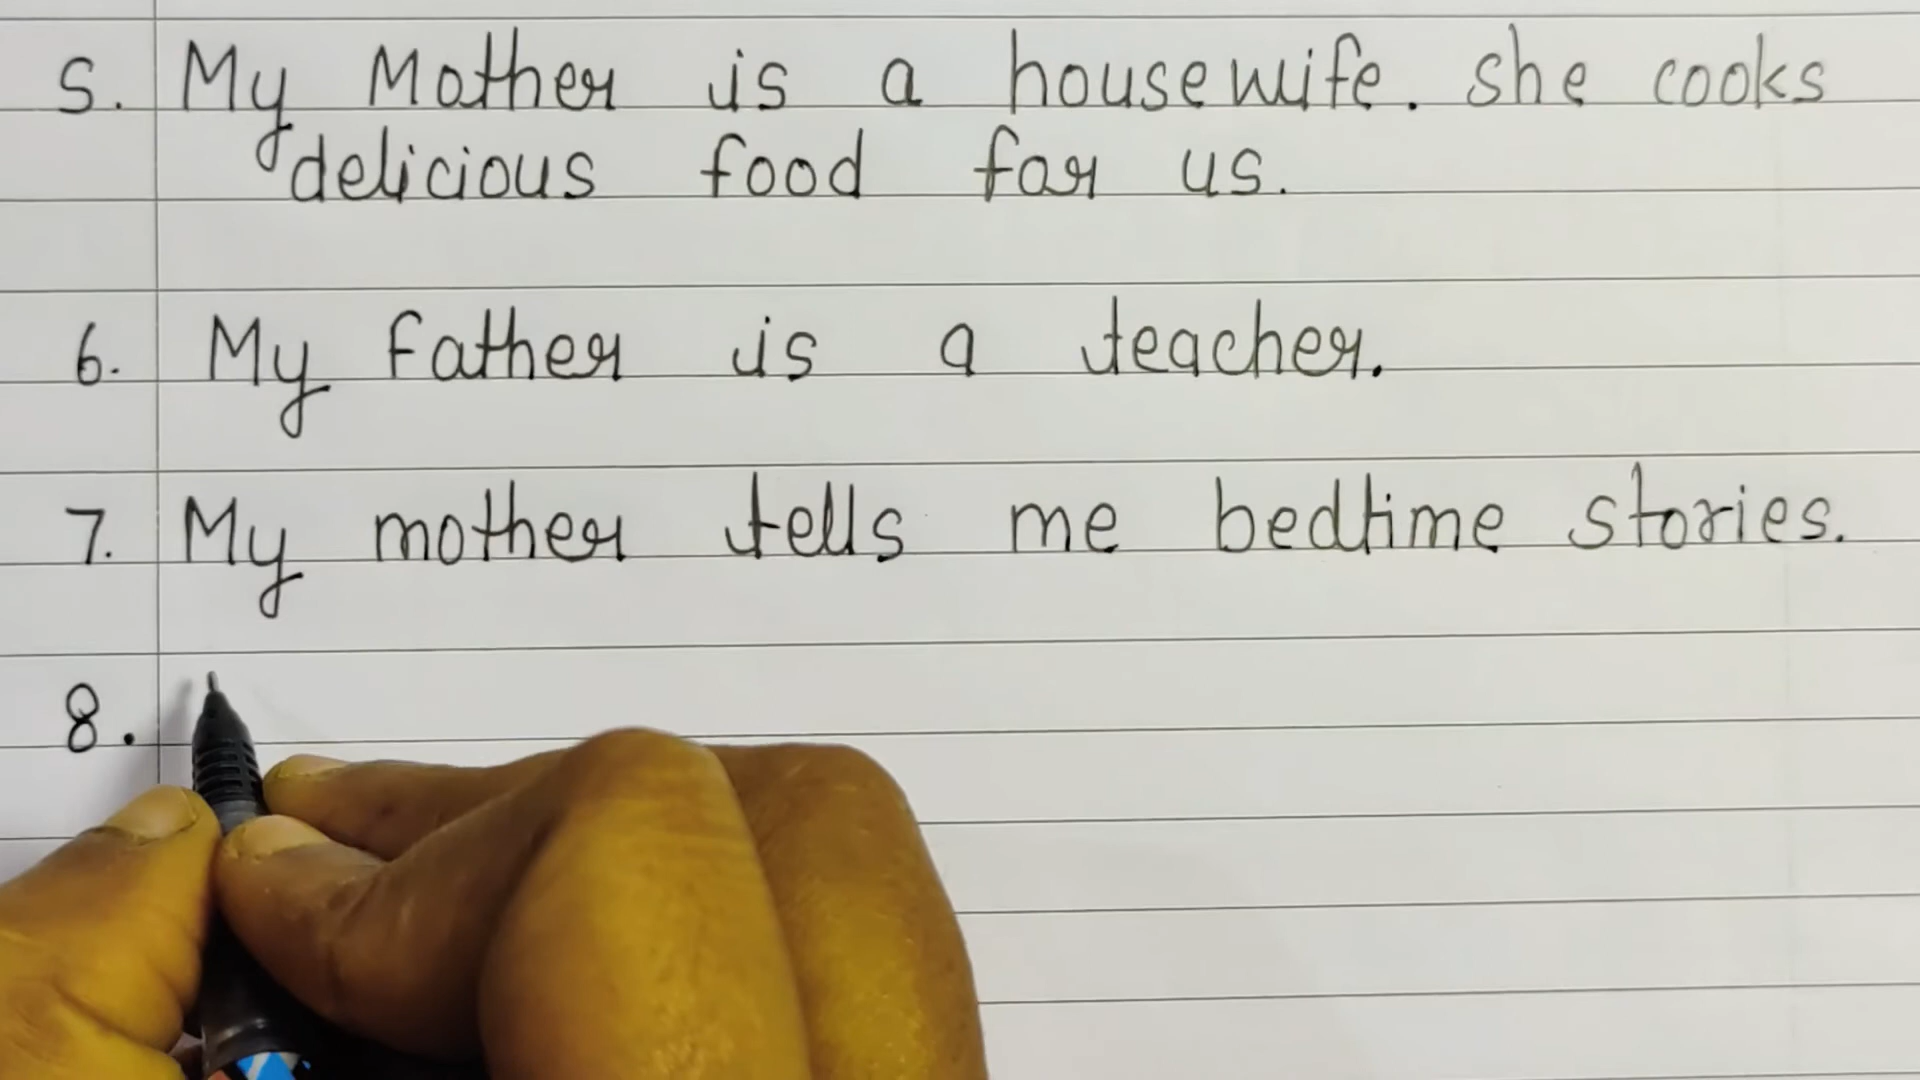 5. My Mother is a housewife. she cooks
delicious food for us.
6. My Father is a teacher.
7. My mother tells me bedtime stories.
8.